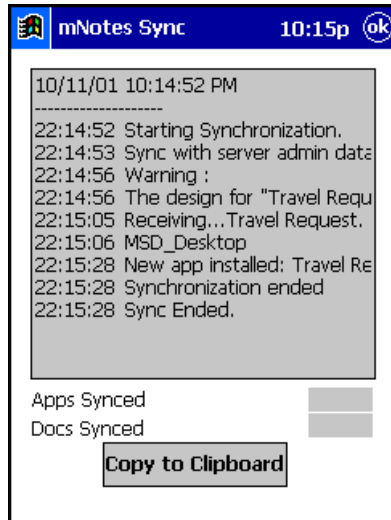 mNotes Sync 10:15p ok
10/11/01 10:14:52 PM
--------------------
22:14:52 Starting Synchronization.
22:14:53 Sync with server admin data
22:14:56 Warning :
22:14:56 The design for "Travel Requ
22:15:05 Receiving...Travel Request.
22:15:06 MSD_Desktop
22:15:28 New app installed: Travel Re
22:15:28 Synchronization ended
22:15:28 Sync Ended.
Apps Synced
Docs Synced
Copy to Clipboard